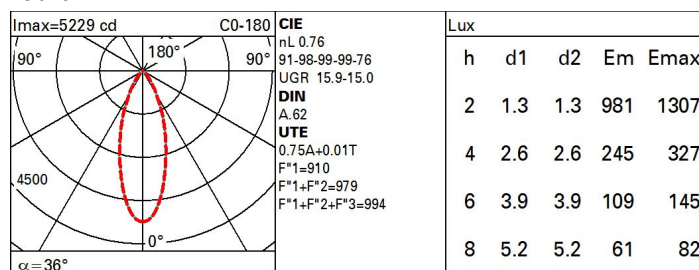 Imax=5229 cd C0-180
90° 180° 90°
4500
0°
α=36°
CIE
nL 0.76
91-98-99-99-76
UGR 15.9-15.0
DIN
A.62
UTE
0.75A+0.01T
F"1=910
F"1+F"2=979
F"1+F"2+F"3=994
Lux
h d1 d2 Em Emax
2 1.3 1.3 981 1307
4 2.6 2.6 245 327
6 3.9 3.9 109 145
8 5.2 5.2 61 82